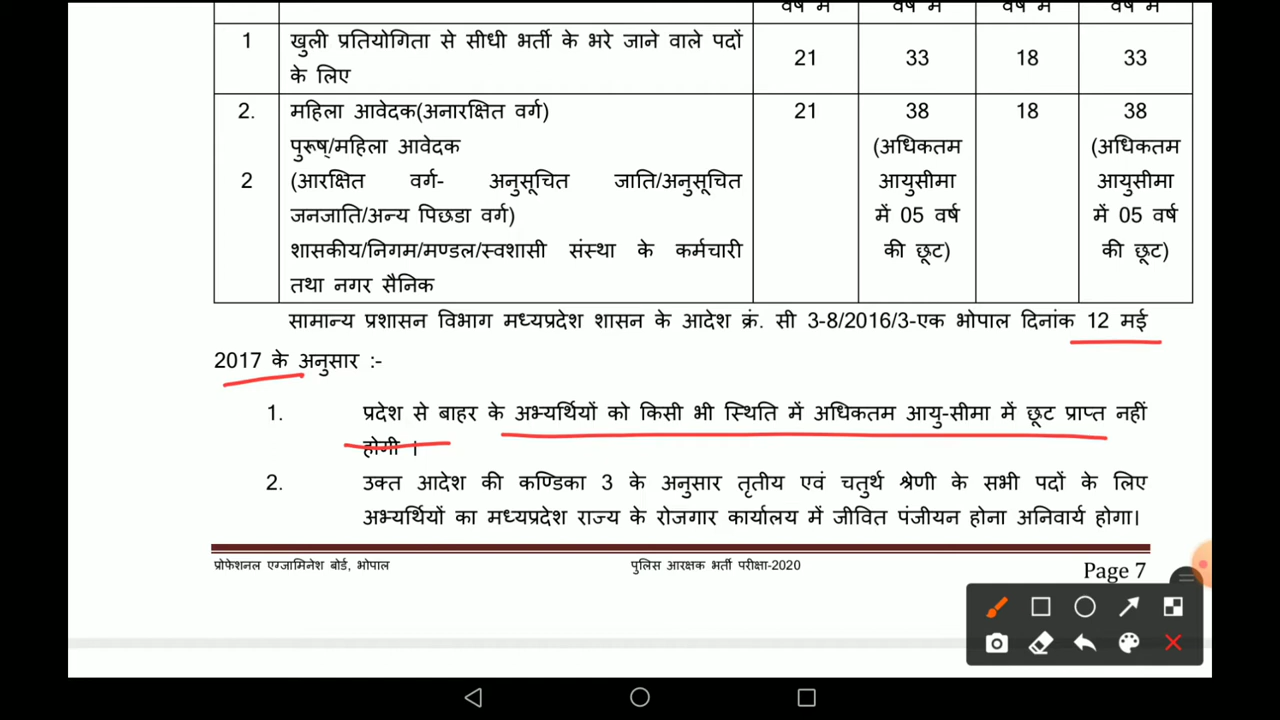 वर्ष में वर्ष में वर्ष में वर्ष में
1 खुली प्रतियोगिता से सीधी भर्ती के भरे जाने वाले पदों
के लिए 21 33 18 33
2. महिला आवेदक(अनारक्षित वर्ग) 21 38 18 38
पुरूष्/महिला आवेदक (अधिकतम (अधिकतम
2 (आरक्षित वर्ग- अनुसूचित जाति/अनुसूचित आयुसीमा आयुसीमा
जनजाति/अन्य पिछडा वर्ग) में 05 वर्ष में 05 वर्ष
शासकीय/निगम/मण्डल/स्वशासी संस्था के कर्मचारी की छूट) की छूट)
तथा नगर सैनिक
सामान्य प्रशासन विभाग मध्यप्रदेश शासन के आदेश क्रं. सी 3-8/2016/3-एक भोपाल दिनांक 12 मई
2017 के अनुसार :-
1. प्रदेश से बाहर के अभ्यर्थियों को किसी भी स्थिति में अधिकतम आयु-सीमा में छूट प्राप्त नहीं
होगी ।
2. उक्त आदेश की कण्डिका 3 के अनुसार तृतीय एवं चतुर्थ श्रेणी के सभी पदों के लिए
अभ्यर्थियों का मध्यप्रदेश राज्य के रोजगार कार्यालय में जीवित पंजीयन होना अनिवार्य होगा।
प्रोफेशनल एग्जामिनेश बोर्ड, भोपाल पुलिस आरक्षक भर्ती परीक्षा-2020 Page 7